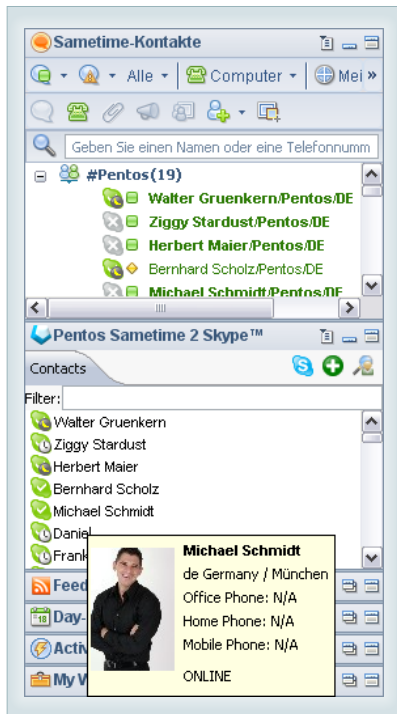 Sametime-Kontakte
Alle Computer Mei »
Geben Sie einen Namen oder eine Telefonnumm
#Pentos(19)
Walter Gruenkern/Pentos/DE
Ziggy Stardust/Pentos/DE
Herbert Maier/Pentos/DE
Bernhard Scholz/Pentos/DE
Michael Schmidt/Pentos/DE
Pentos Sametime 2 Skype™
Contacts
Filter:
Walter Gruenkern
Ziggy Stardust
Herbert Maier
Bernhard Scholz
Michael Schmidt
Daniel
Frank
Michael Schmidt
de Germany / München
Office Phone: N/A
Home Phone: N/A
Mobile Phone: N/A
ONLINE
Feed
Day-
Activ
My